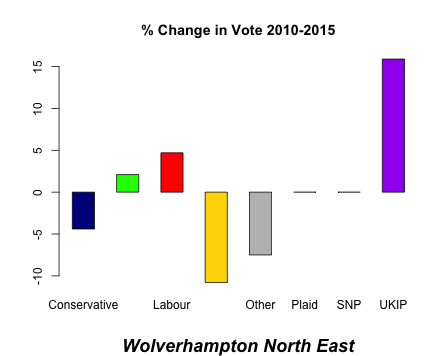 % Change in Vote 2010-2015
15
10
5
0
-5
-10
Conservative Labour Other Plaid SNP UKIP
Wolverhampton North East